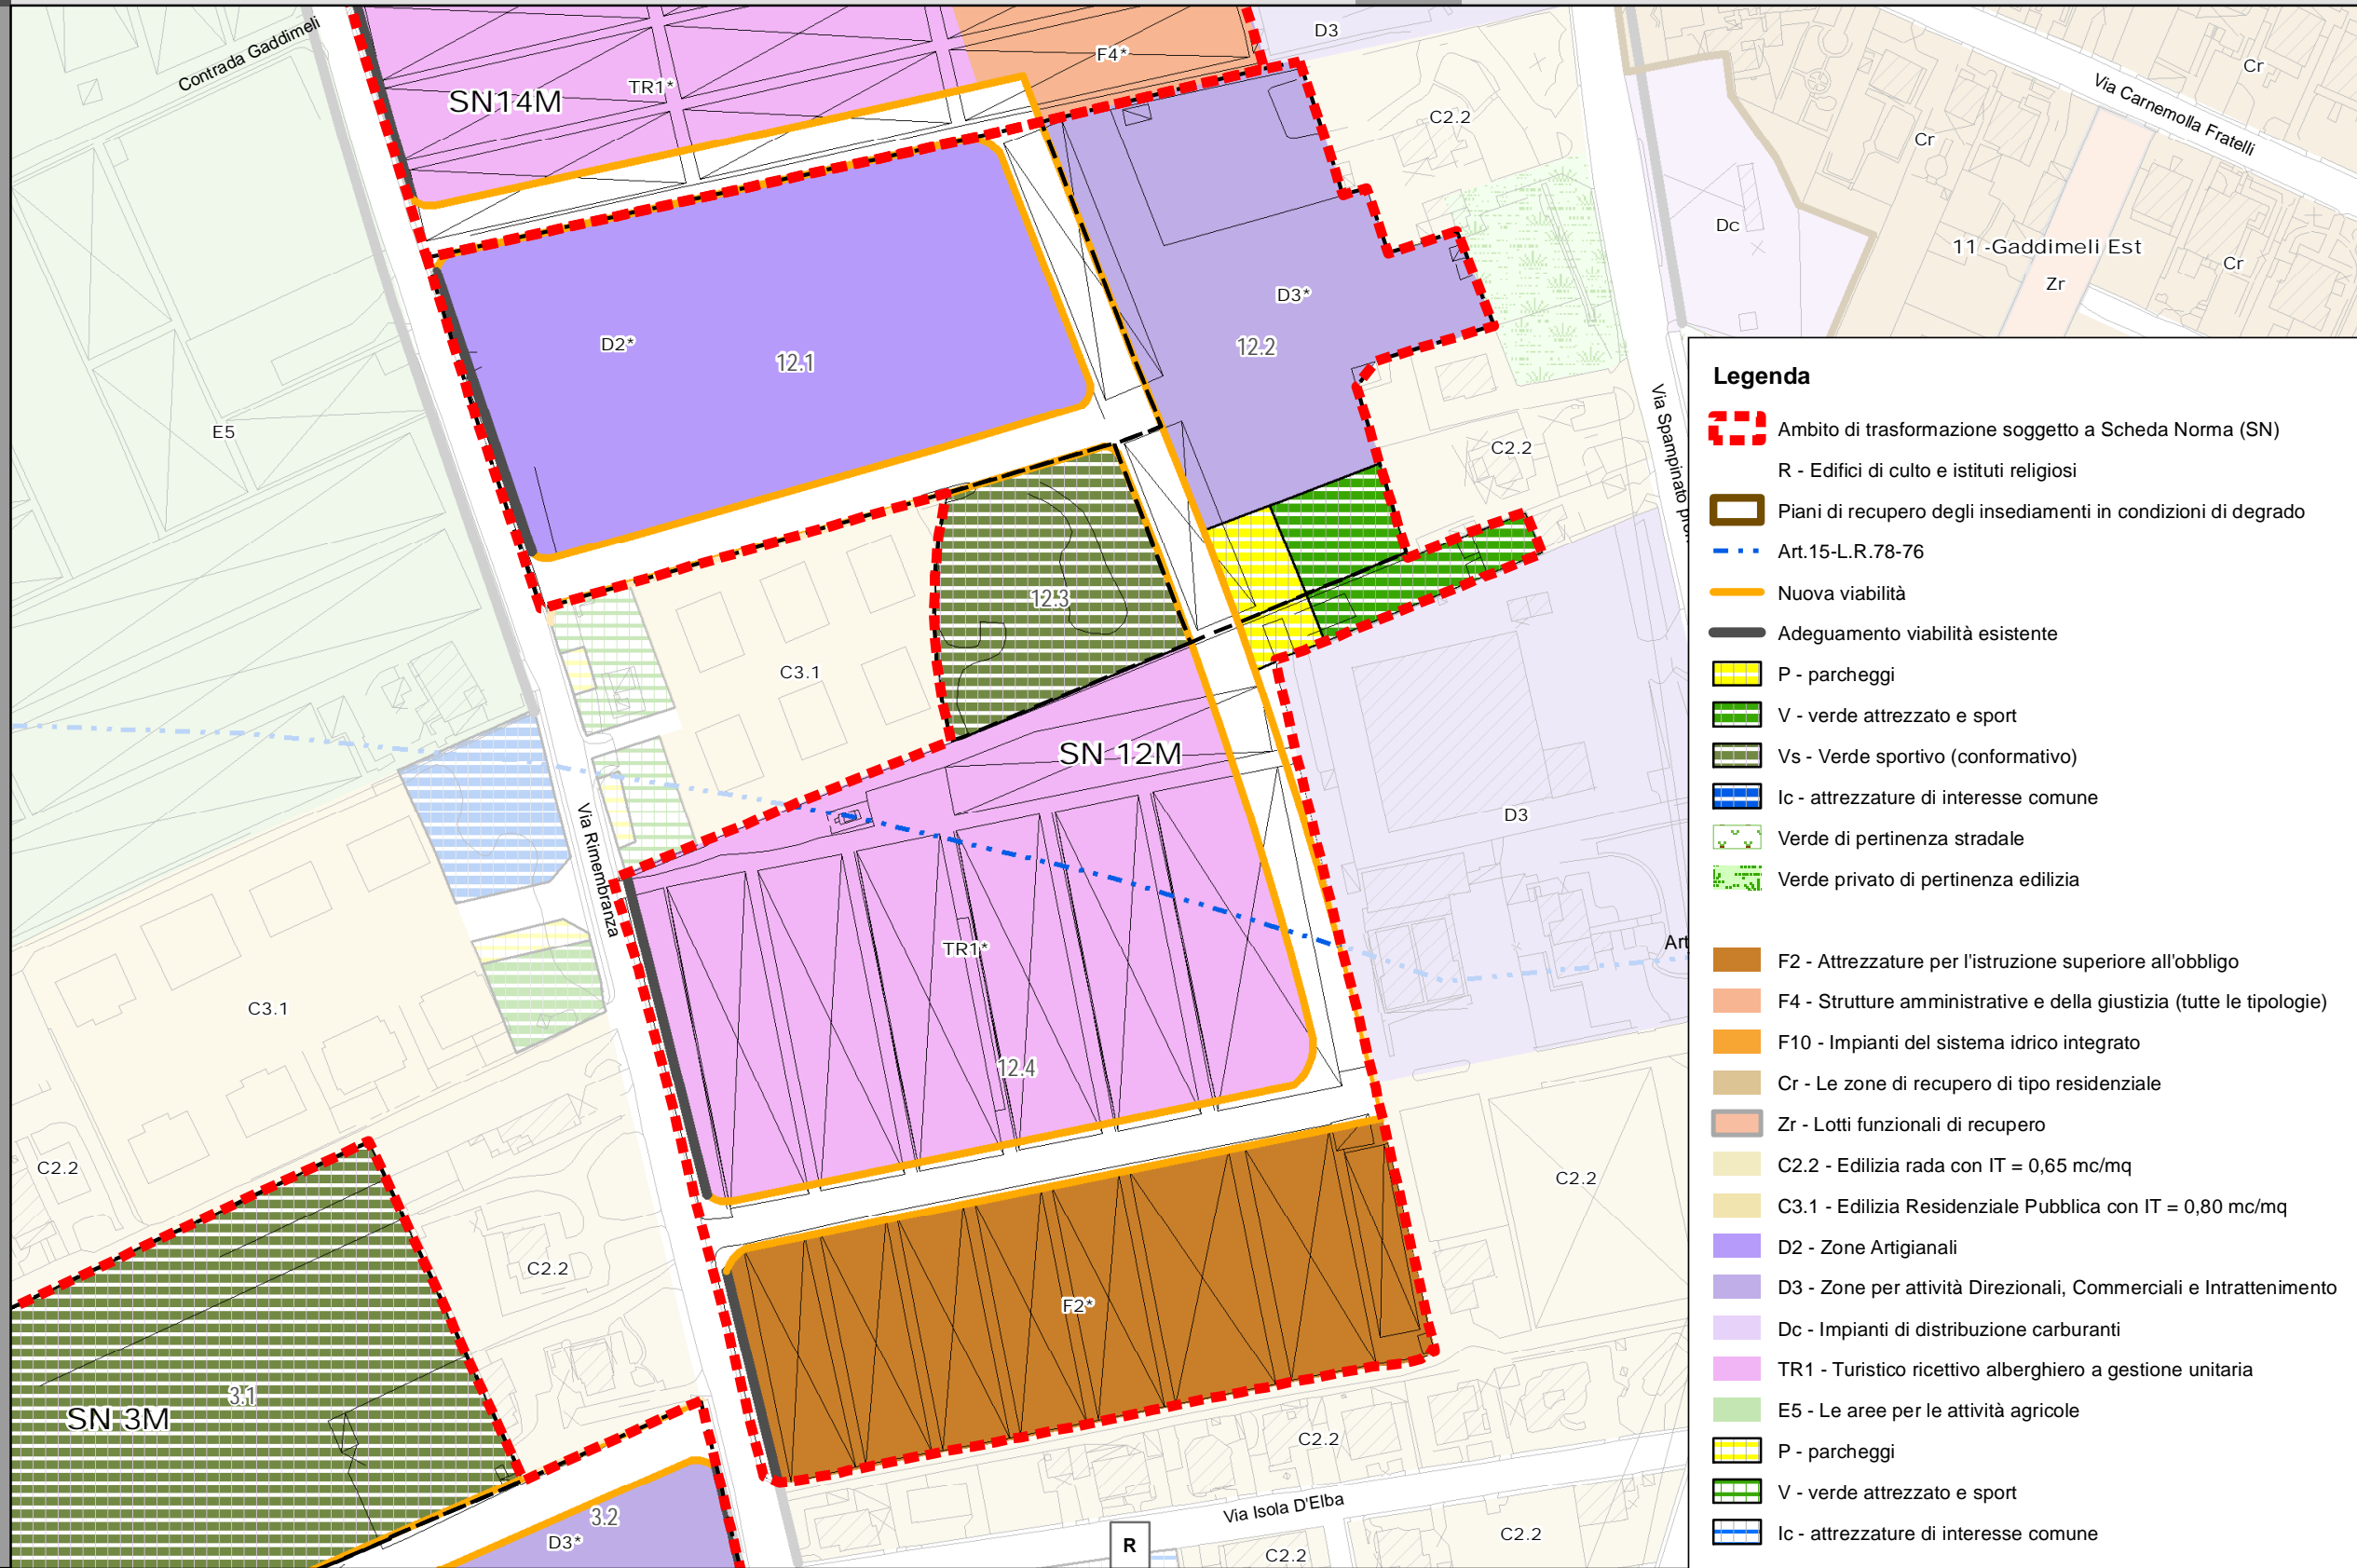 Contrada Gaddimeli
SN14M
TR1*
F4*
D3
C2.2
Cr
Via Carnemolla Fratelli
Cr
Dc
11 -Gaddimeli Est
Cr
Zr
E5
D2*
12.1
D3*
12.2
C2.2
Via Spampinato
12.3
C3.1
SN 12M
Via Rimembranza
D3
TR1*
Art
C3.1
12.4
C2.2
C2.2
C2.2
F2*
3.1
SN 3M
C2.2
3.2
D3*
Via Isola D'Elba
R
C2.2
C2.2
Legenda
Ambito di trasformazione soggetto a Scheda Norma (SN)
R - Edifici di culto e istituti religiosi
Piani di recupero degli insediamenti in condizioni di degrado
Art.15-L.R.78-76
Nuova viabilità
Adeguamento viabilità esistente
P - parcheggi
V - verde attrezzato e sport
Vs - Verde sportivo (conformativo)
Ic - attrezzature di interesse comune
Verde di pertinenza stradale
Verde privato di pertinenza edilizia
F2 - Attrezzature per l'istruzione superiore all'obbligo
F4 - Strutture amministrative e della giustizia (tutte le tipologie)
F10 - Impianti del sistema idrico integrato
Cr - Le zone di recupero di tipo residenziale
Zr - Lotti funzionali di recupero
C2.2 - Edilizia rada con IT = 0,65 mc/mq
C3.1 - Edilizia Residenziale Pubblica con IT = 0,80 mc/mq
D2 - Zone Artigianali
D3 - Zone per attività Direzionali, Commerciali e Intrattenimento
Dc - Impianti di distribuzione carburanti
TR1 - Turistico ricettivo alberghiero a gestione unitaria
E5 - Le aree per le attività agricole
P - parcheggi
V - verde attrezzato e sport
Ic - attrezzature di interesse comune